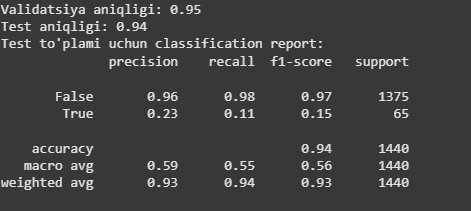 Validatsiya aniqligi: 0.95
Test aniqligi: 0.94
Test to'plami uchun classification report:
precision recall f1-score support
False 0.96 0.98 0.97 1375
True 0.23 0.11 0.15 65
accuracy 0.94 1440
macro avg 0.59 0.55 0.56 1440
weighted avg 0.93 0.94 0.93 1440